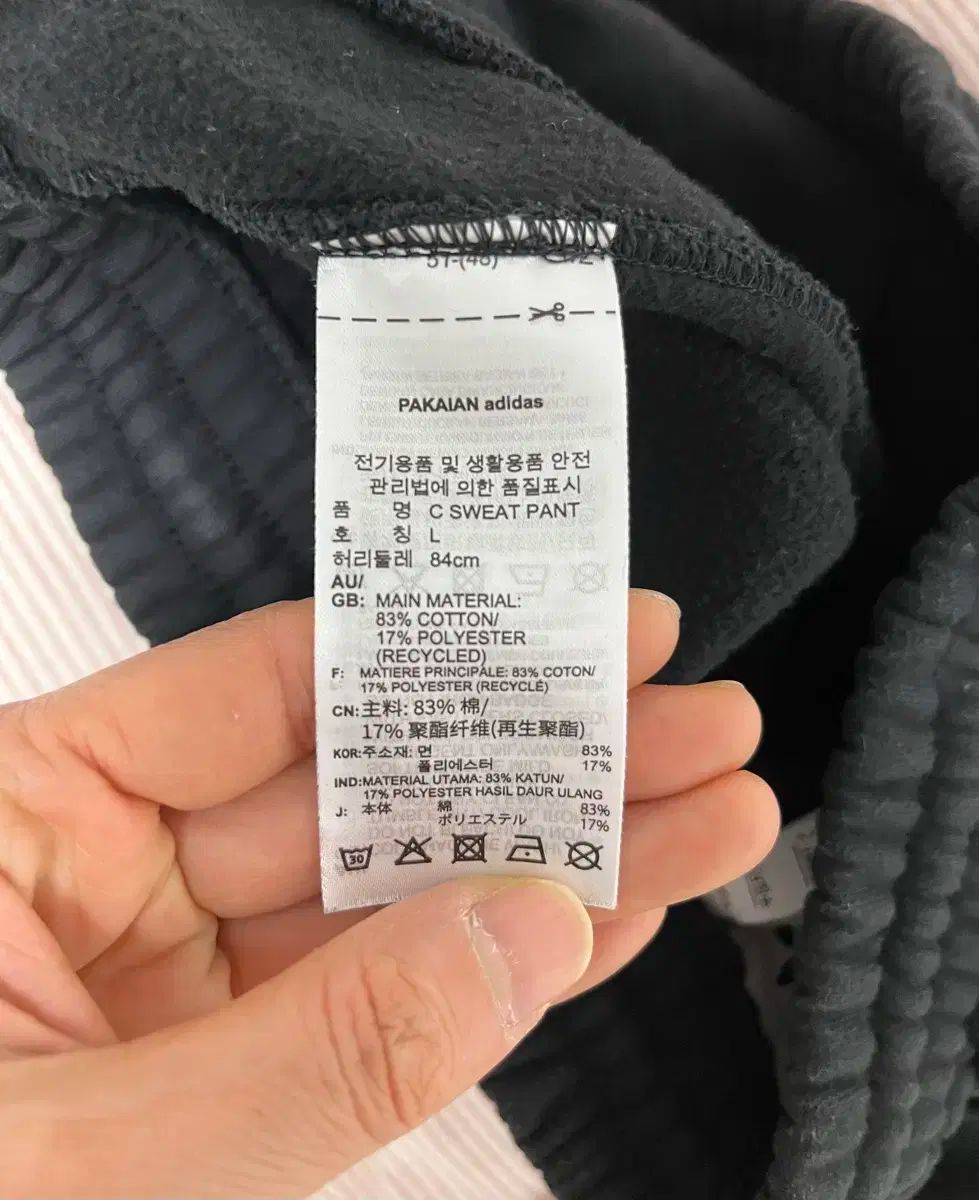 57-(48)
PAKAIAN adidas
전기용품 및 생활용품 안전
관리법에 의한 품질표시
품 명 C SWEAT PANT
호 칭 L
허리둘레 84cm
AU/
GB: MAIN MATERIAL:
83% COTTON/
17% POLYESTER
(RECYCLED)
F: MATIERE PRINCIPALE: 83% COTON/
17% POLYESTER (RECYCLÉ)
CN: 主料: 83% 棉/
17% 聚酯纤维(再生聚酯)
KOR: 주소재: 면 83%
폴리에스터 17%
IND: MATERIAL UTAMA: 83% KATUN/
17% POLYESTER HASIL DAUR ULANG
J: 本体 綿 83%
ポリエステル 17%
30